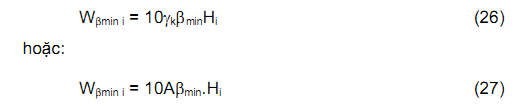 Wβmin i = 10γkβminHi (26)
hoặc:
Wβmin i = 10Aβmin.Hi (27)